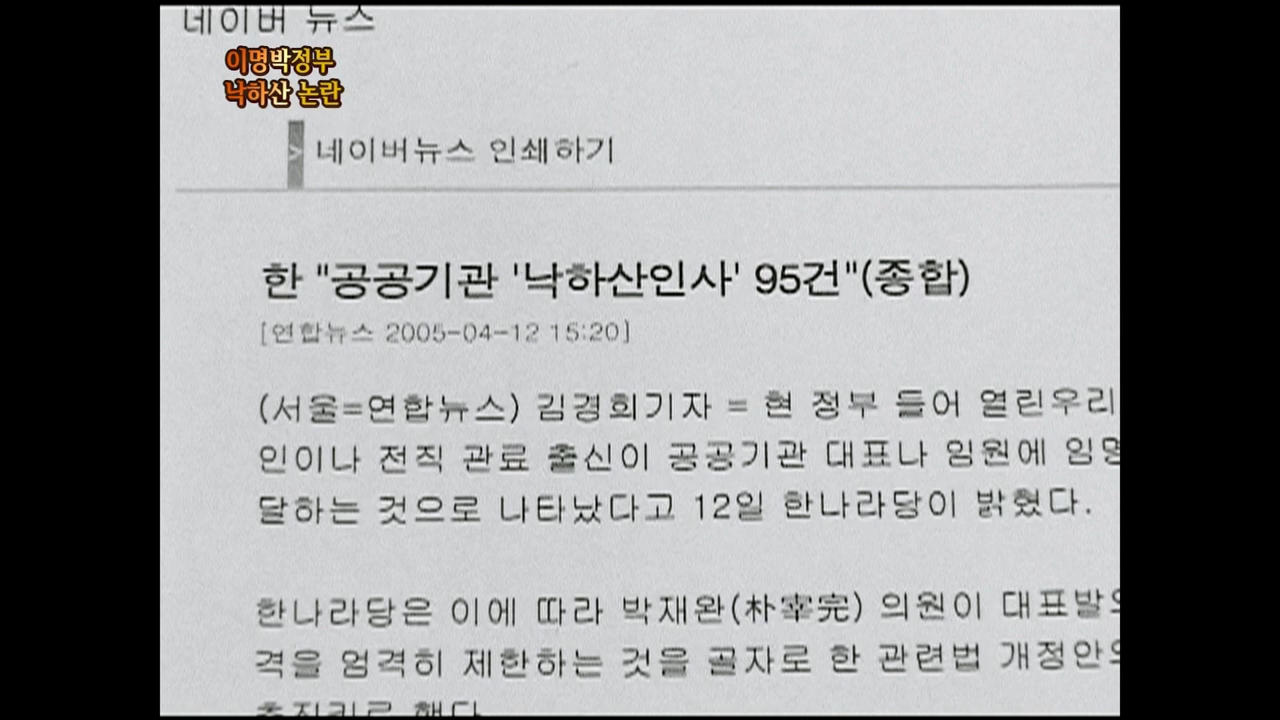 네이버 뉴스
이명박정부
낙하산 논란
네이버뉴스 인쇄하기
한 "공공기관 '낙하산인사' 95건"(종합)
[연합뉴스 2005-04-12 15:20]
(서울=연합뉴스) 김경희기자 = 현 정부 들어 열린우리
인이나 전직 관료 출신이 공공기관 대표나 임원에 임명
달하는 것으로 나타났다고 12일 한나라당이 밝혔다.
한나라당은 이에 따라 박재완(朴宰完) 의원이 대표발
격을 엄격히 제한하는 것을 골자로 한 관련법 개정안